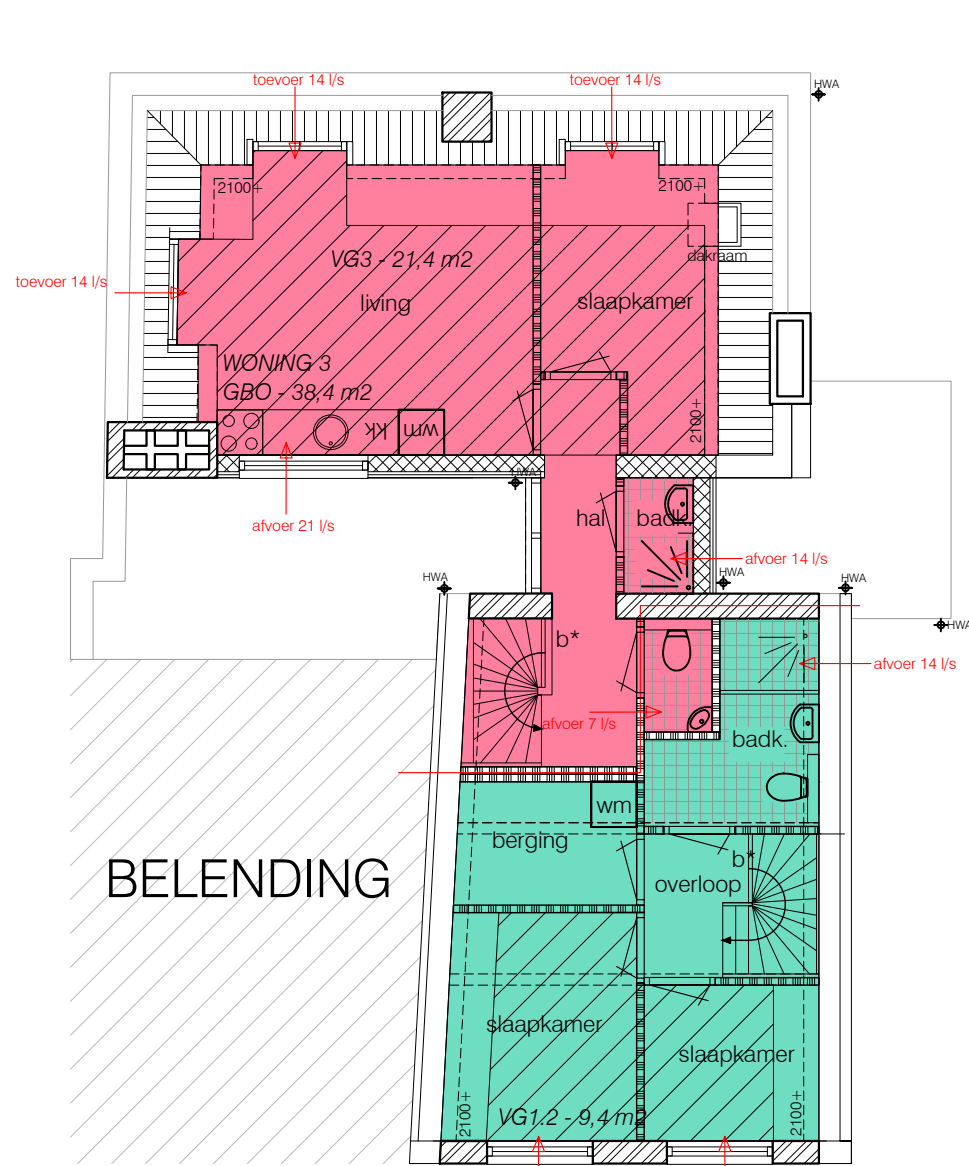 toevoer 14 l/s
toevoer 14 l/s
HWA
2100+
2100+
VG3 - 21,4 m2
dakraam
toevoer 14 l/s
living
slaapkamer
WONING 3
GBO - 38,4 m2
2100+
kk
wm
HWA
afvoer 21 l/s
hal
badk.
afvoer 14 l/s
HWA
HWA
HWA
HWA
b*
afvoer 14 l/s
afvoer 7 l/s
badk.
wm
berging
b*
BELENDING
overloop
slaapkamer
slaapkamer
2100+
VG1.2 - 9,4 m2
2100+